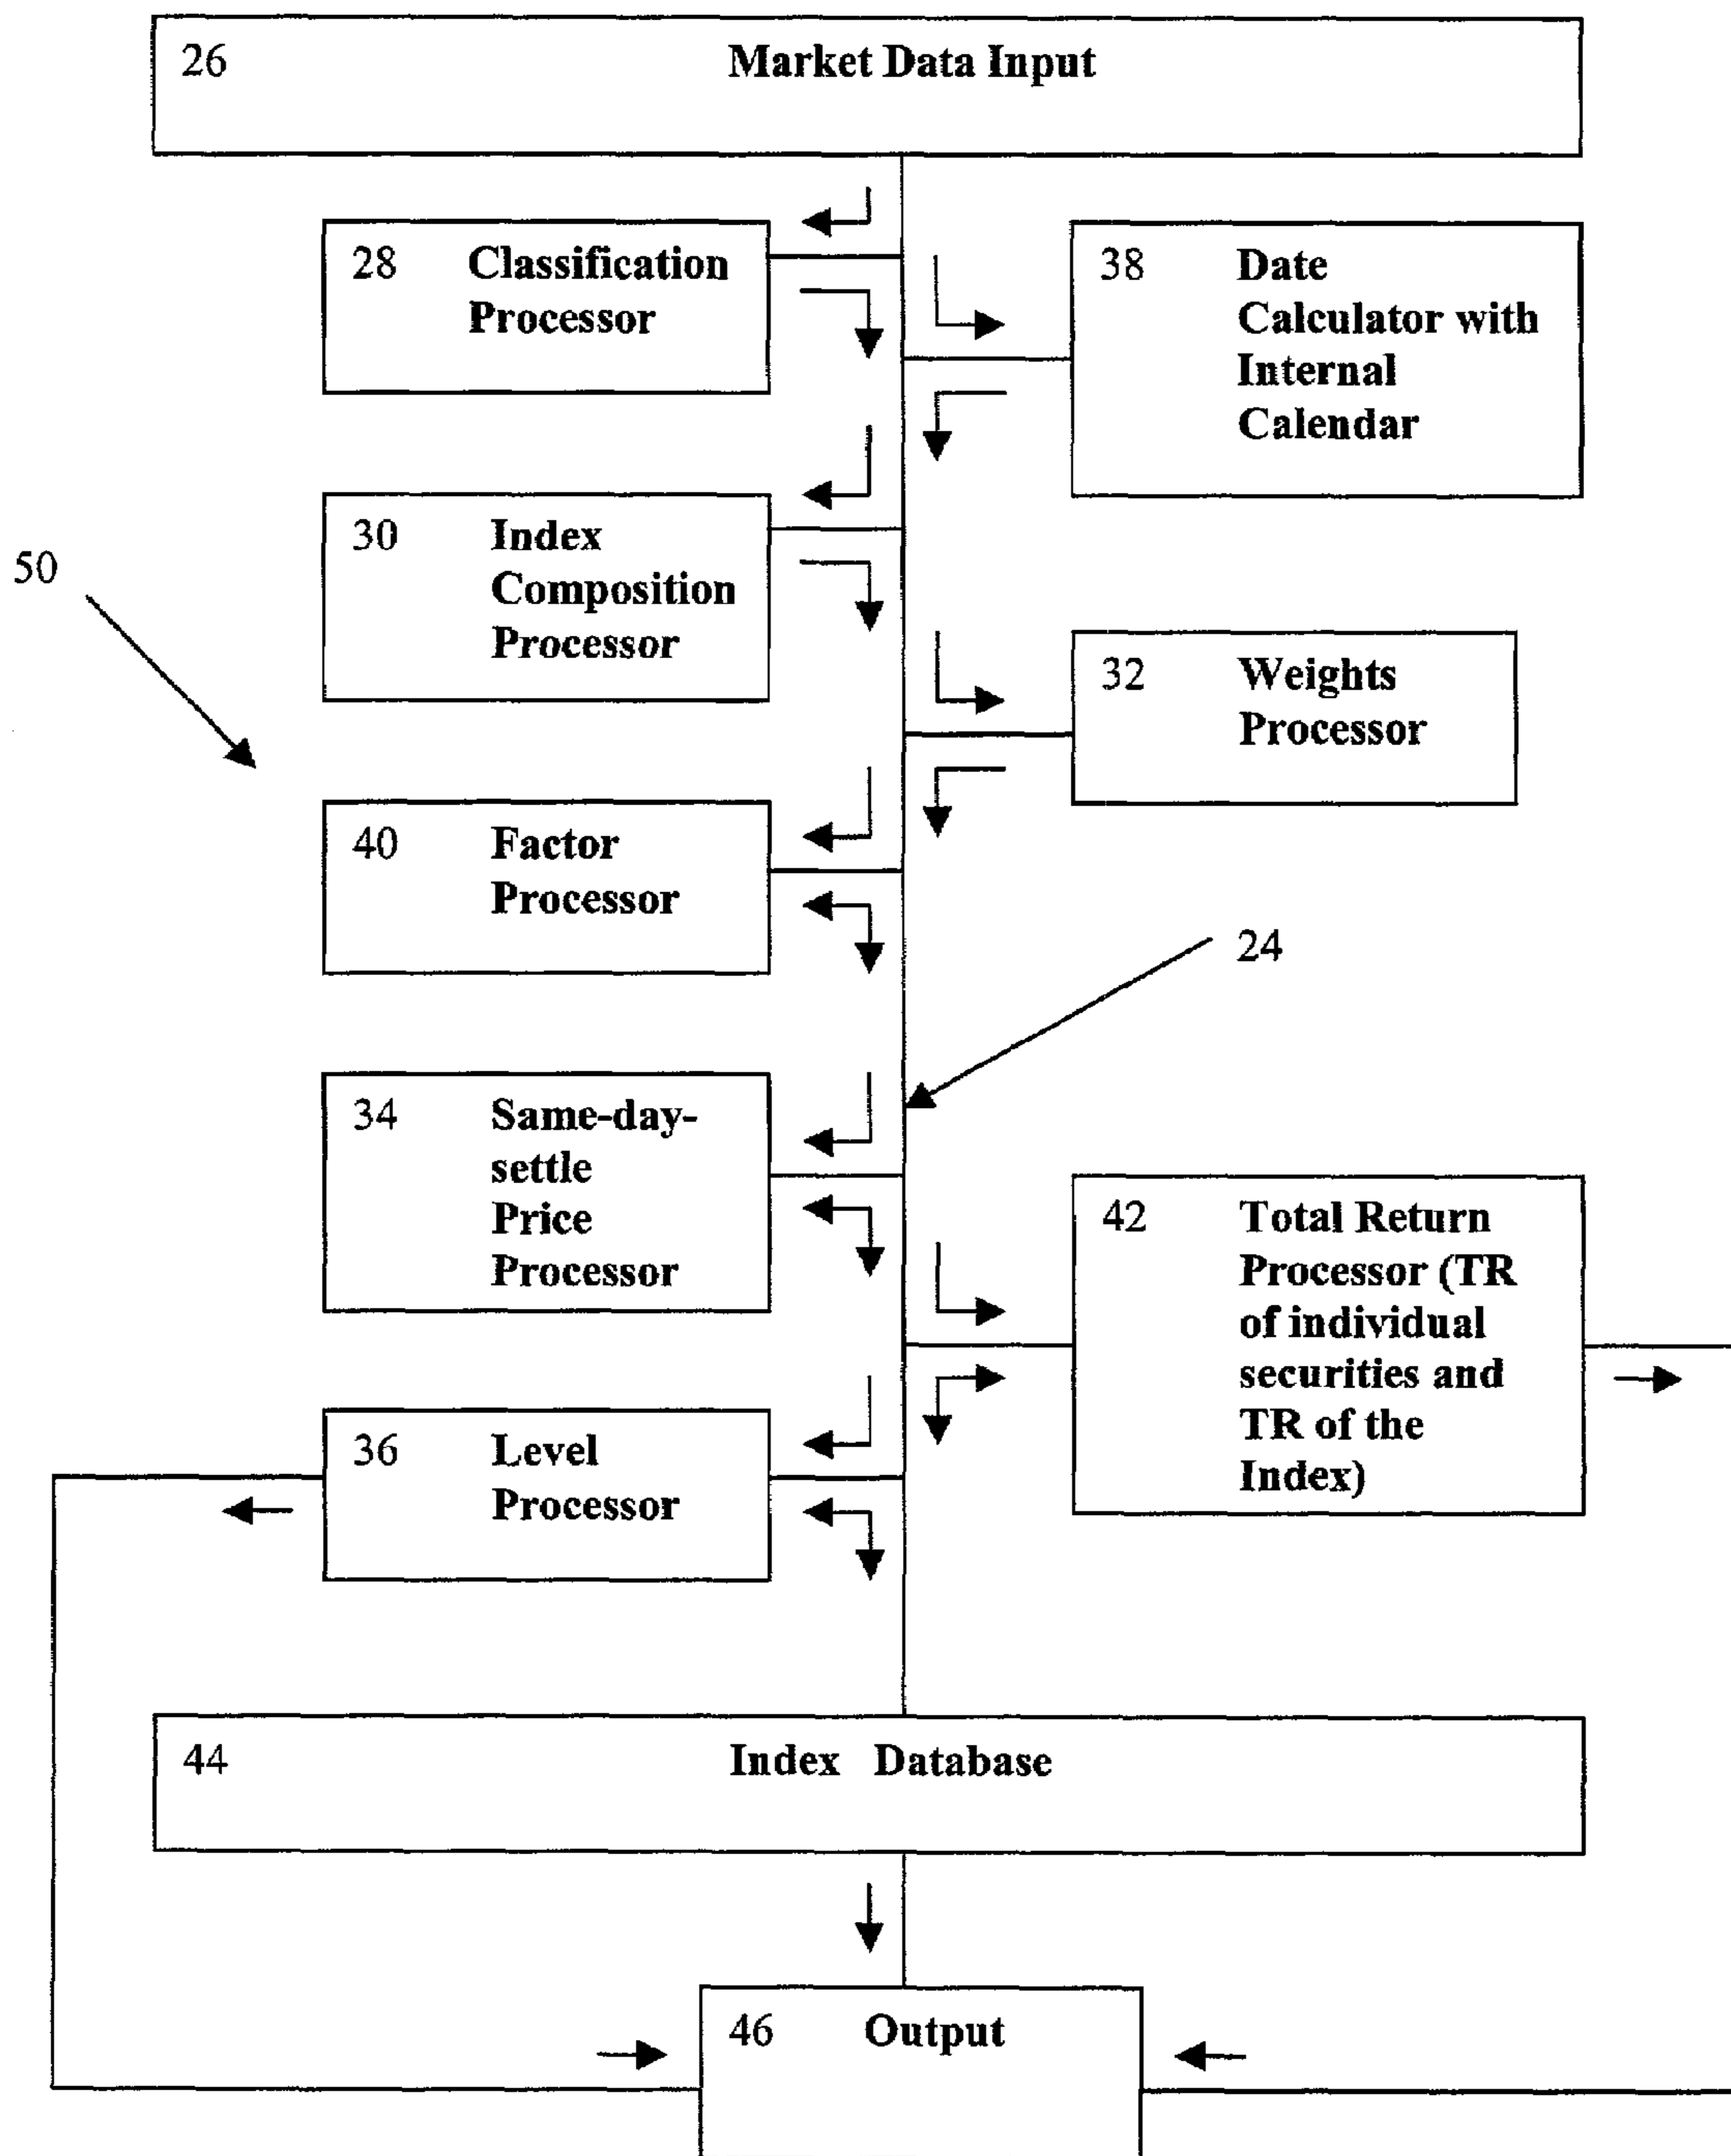 26 Market Data Input
28 Classification
Processor
38 Date
Calculator with
Internal
Calendar
30 Index
Composition
Processor
50
32 Weights
Processor
40 Factor
Processor
24
34 Same-day-
settle
Price
Processor
42 Total Return
Processor (TR
of individual
securities and
TR of the
Index)
36 Level
Processor
44 Index Database
46 Output